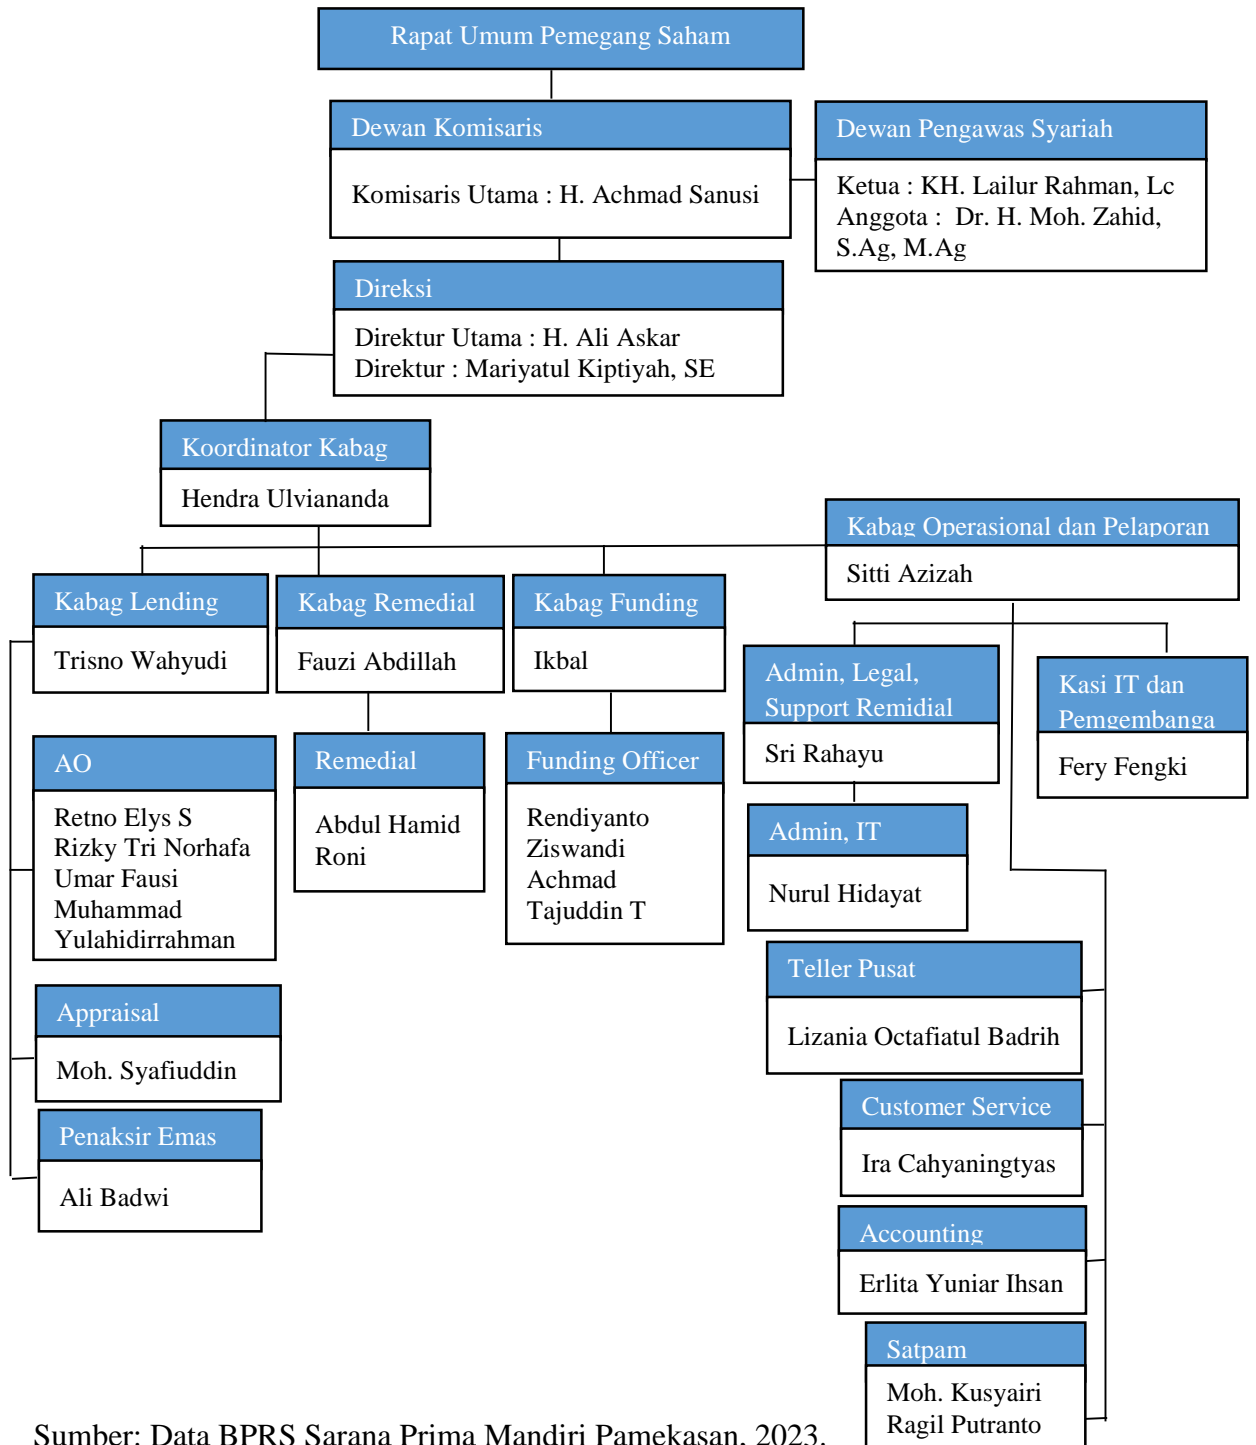 Rapat Umum Pemegang Saham
Dewan Komisaris
Komisaris Utama : H. Achmad Sanusi
Dewan Pengawas Syariah
Ketua : KH. Lailur Rahman, Lc
Anggota : Dr. H. Moh. Zahid,
S.Ag, M.Ag
Direksi
Direktur Utama : H. Ali Askar
Direktur : Mariyatul Kiptiyah, SE
Koordinator Kabag
Hendra Ulviananda
Kabag Operasional dan Pelaporan
Sitti Azizah
Kabag Lending
Trisno Wahyudi
Kabag Remedial
Fauzi Abdillah
Kabag Funding
Ikbal
Admin, Legal,
Support Remidial
Sri Rahayu
Kasi IT dan
Pemgembanga
Fery Fengki
AO
Retno Elys S
Rizky Tri Norhafa
Umar Fausi
Muhammad
Yulahidirrahman
Remedial
Abdul Hamid
Roni
Funding Officer
Rendiyanto
Ziswandi
Achmad
Tajuddin T
Admin, IT
Nurul Hidayat
Teller Pusat
Lizania Octafiatul Badrih
Appraisal
Moh. Syafiuddin
Customer Service
Ira Cahyaningtyas
Penaksir Emas
Ali Badwi
Accounting
Erlita Yuniar Ihsan
Satpam
Moh. Kusyairi
Ragil Putranto
Sumber: Data BPRS Sarana Prima Mandiri Pamekasan, 2023.